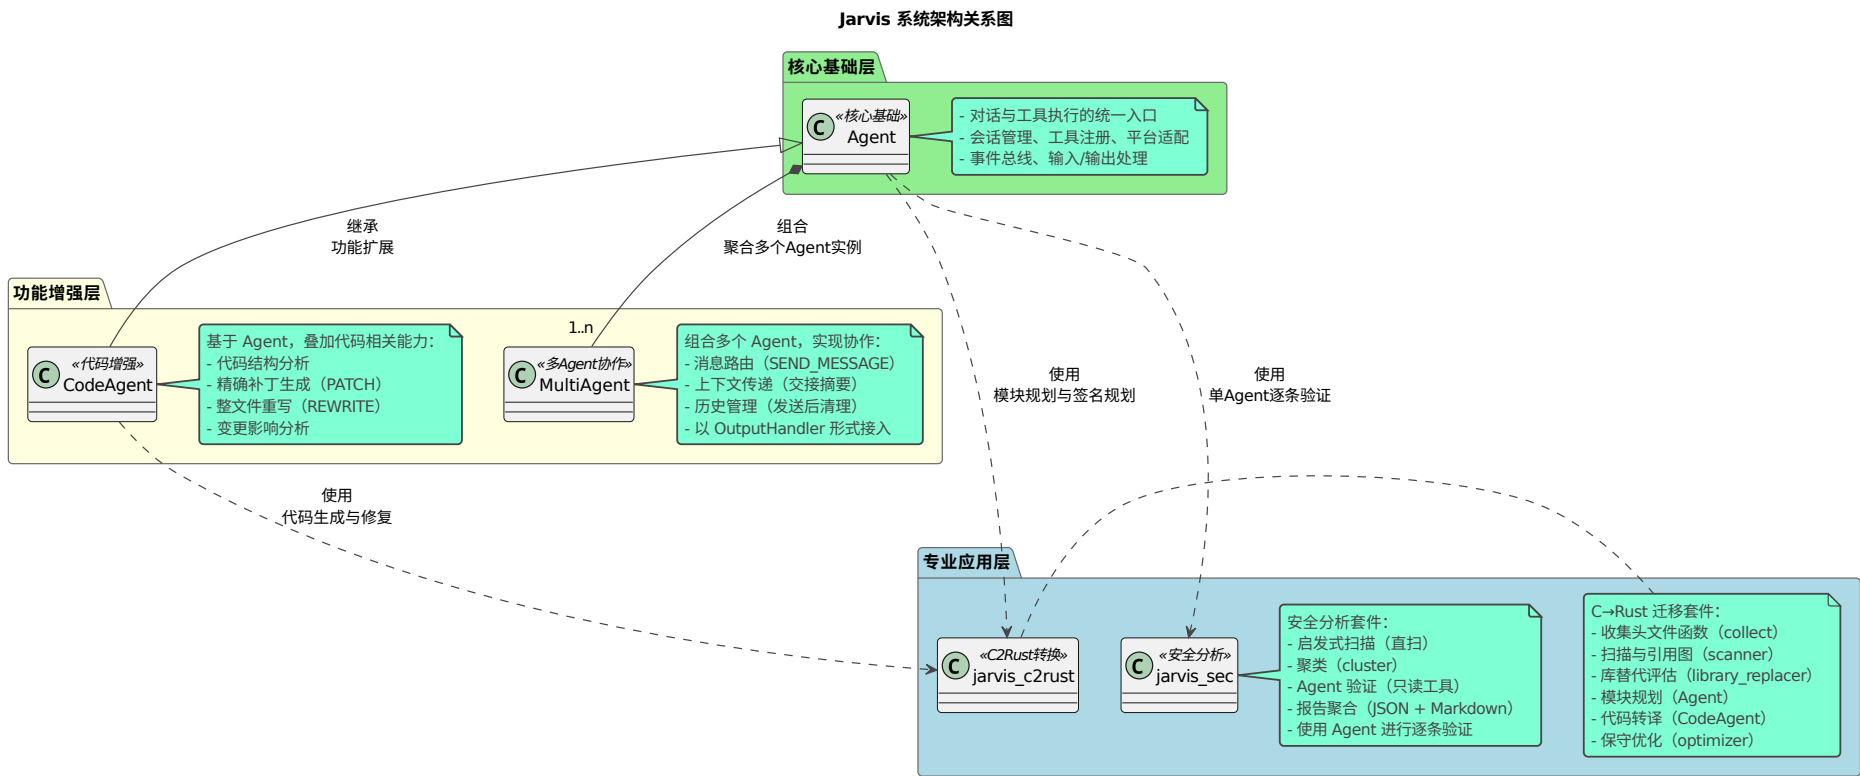 Jarvis 系统架构关系图
核心基础层
C
«核心基础»
Agent
- 对话与工具执行的统一入口
- 会话管理、工具注册、平台适配
- 事件总线、输入/输出处理
继承
功能扩展
组合
聚合多个Agent实例
功能增强层
1..n
C
«代码增强»
CodeAgent
基于 Agent，叠加代码相关能力：
- 代码结构分析
- 精确补丁生成（PATCH）
- 整文件重写（REWRITE）
- 变更影响分析
C
«多Agent协作»
MultiAgent
组合多个 Agent，实现协作：
- 消息路由（SEND_MESSAGE）
- 上下文传递（交接摘要）
- 历史管理（发送后清理）
- 以 OutputHandler 形式接入
使用
模块规划与签名规划
使用
单Agent逐条验证
使用
代码生成与修复
专业应用层
C
«C2Rust转换»
jarvis_c2rust
C
«安全分析»
jarvis_sec
安全分析套件：
- 启发式扫描（直扫）
- 聚类（cluster）
- Agent 验证（只读工具）
- 报告聚合（JSON + Markdown）
- 使用 Agent 进行逐条验证
C→Rust 迁移套件：
- 收集头文件函数（collect）
- 扫描与引用图（scanner）
- 库替代评估（library_replacer）
- 模块规划（Agent）
- 代码转译（CodeAgent）
- 保守优化（optimizer）